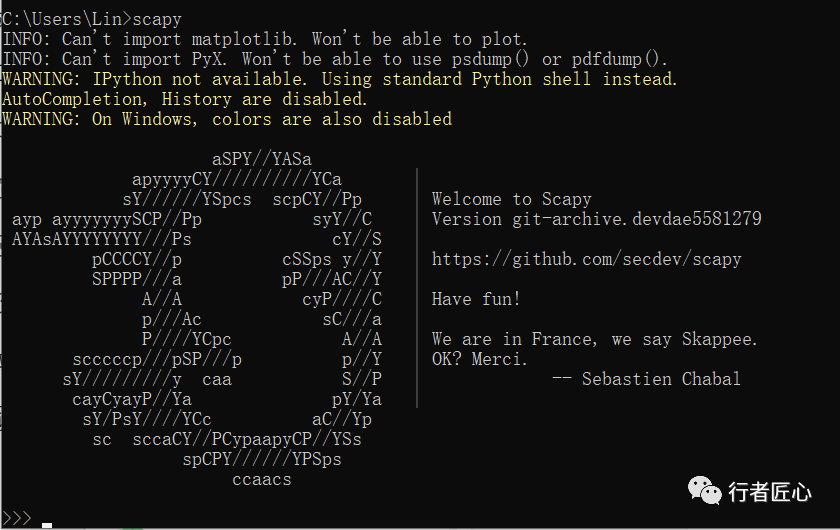 C:\Users\Lin>scapy
INFO: Can't import matplotlib. Won't be able to plot.
INFO: Can't import PyX. Won't be able to use psdump() or pdfdump().
WARNING: IPython not available. Using standard Python shell instead.
AutoCompletion, History are disabled.
WARNING: On Windows, colors are also disabled
aSPY//YASa
apyyyyCY//////////YCa
sY//////YSpcs  scpCY//Pp
Welcome to Scapy
ayp ayyyyyyySCP//Pp           syY//C
Version git-archive.devdae5581279
AYAsAYYYYYYYY///Ps              cY//S
pCCCCY//p          cSSps y//Y
https://github.com/secdev/scapy
SPPPP///a          pP///AC//Y
A//A            cyP////C
Have fun!
p///Ac            sC///a
P////YCpc           A//A
We are in France, we say Skappee.
scccccp///pSP///p          p//Y
OK? Merci.
sY/////////y  caa           S//P
-- Sebastien Chabal
cayCyayP//Ya              pY/Ya
sY/PsY////YCc          aC//Yp
sc  sccaCY//PCypaapyCP//YSs
spCPY//////YPSps
ccaacs
行者匠心
>>>